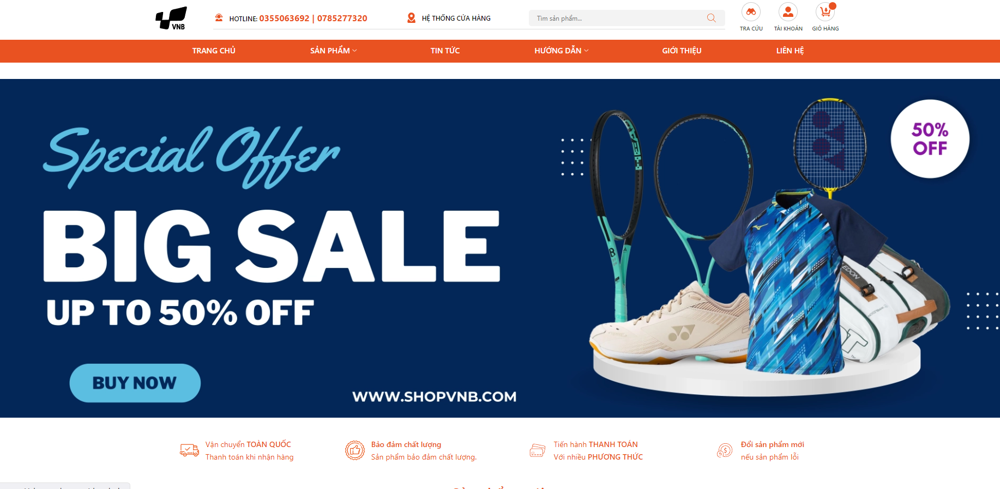 VNB
HOTLINE: 0355063692 | 0785277320
HỆ THỐNG CỬA HÀNG
Tìm sản phẩm...
TRA CỨU
TÀI KHOẢN
GIỎ HÀNG
TRANG CHỦ
SẢN PHẨM
TIN TỨC
HƯỚNG DẪN
GIỚI THIỆU
LIÊN HỆ
Special Offer
BIG SALE
UP TO 50% OFF
BUY NOW
WWW.SHOPVNB.COM
50%
OFF
Vận chuyển TOÀN QUỐC
Thanh toán khi nhận hàng
Bảo đảm chất lượng
Sản phẩm bảo đảm chất lượng.
Tiến hành THANH TOÁN
Với nhiều PHƯƠNG THỨC
Đổi sản phẩm mới
nếu sản phẩm lỗi